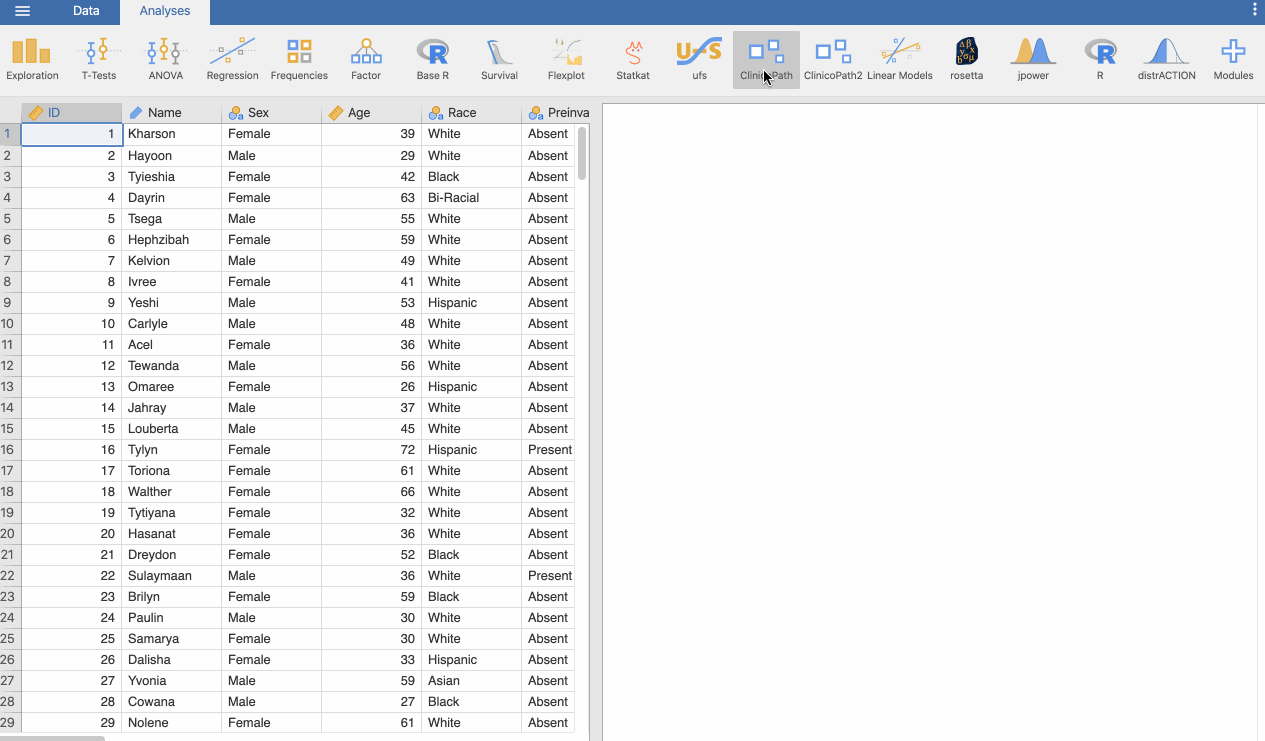 Data Analyses
Exploration T-Tests ANOVA Regression Frequencies Factor Base R Survival Flexplot Statkat ufs ClinicoPath ClinicoPath2 Linear Models rosetta jpower R distrACTION Modules
ID Name Sex Age Race Preinva
1 1 Kharson Female 39 White Absent
2 2 Hayoon Male 29 White Absent
3 3 Tyieshia Female 42 Black Absent
4 4 Dayrin Female 63 Bi-Racial Absent
5 5 Tsega Male 55 White Absent
6 6 Hephzibah Female 59 White Absent
7 7 Kelvion Male 49 White Absent
8 8 Ivree Female 41 White Absent
9 9 Yeshi Male 53 Hispanic Absent
10 10 Carlyle Male 48 White Absent
11 11 Acel Female 36 White Absent
12 12 Tewanda Male 56 White Absent
13 13 Omaree Female 26 Hispanic Absent
14 14 Jahray Male 37 White Absent
15 15 Louberta Male 45 White Absent
16 16 Tylyn Female 72 Hispanic Present
17 17 Toriona Female 61 White Absent
18 18 Walther Female 66 White Absent
19 19 Tytiyana Female 32 White Absent
20 20 Hasanat Female 36 White Absent
21 21 Dreydon Female 52 Black Absent
22 22 Sulaymaan Male 36 White Present
23 23 Brilyn Female 59 Black Absent
24 24 Paulin Male 30 White Absent
25 25 Samarya Female 30 White Absent
26 26 Dalisha Female 33 Hispanic Absent
27 27 Yvonia Male 59 Asian Absent
28 28 Cowana Male 27 Black Absent
29 29 Nolene Female 61 White Absent